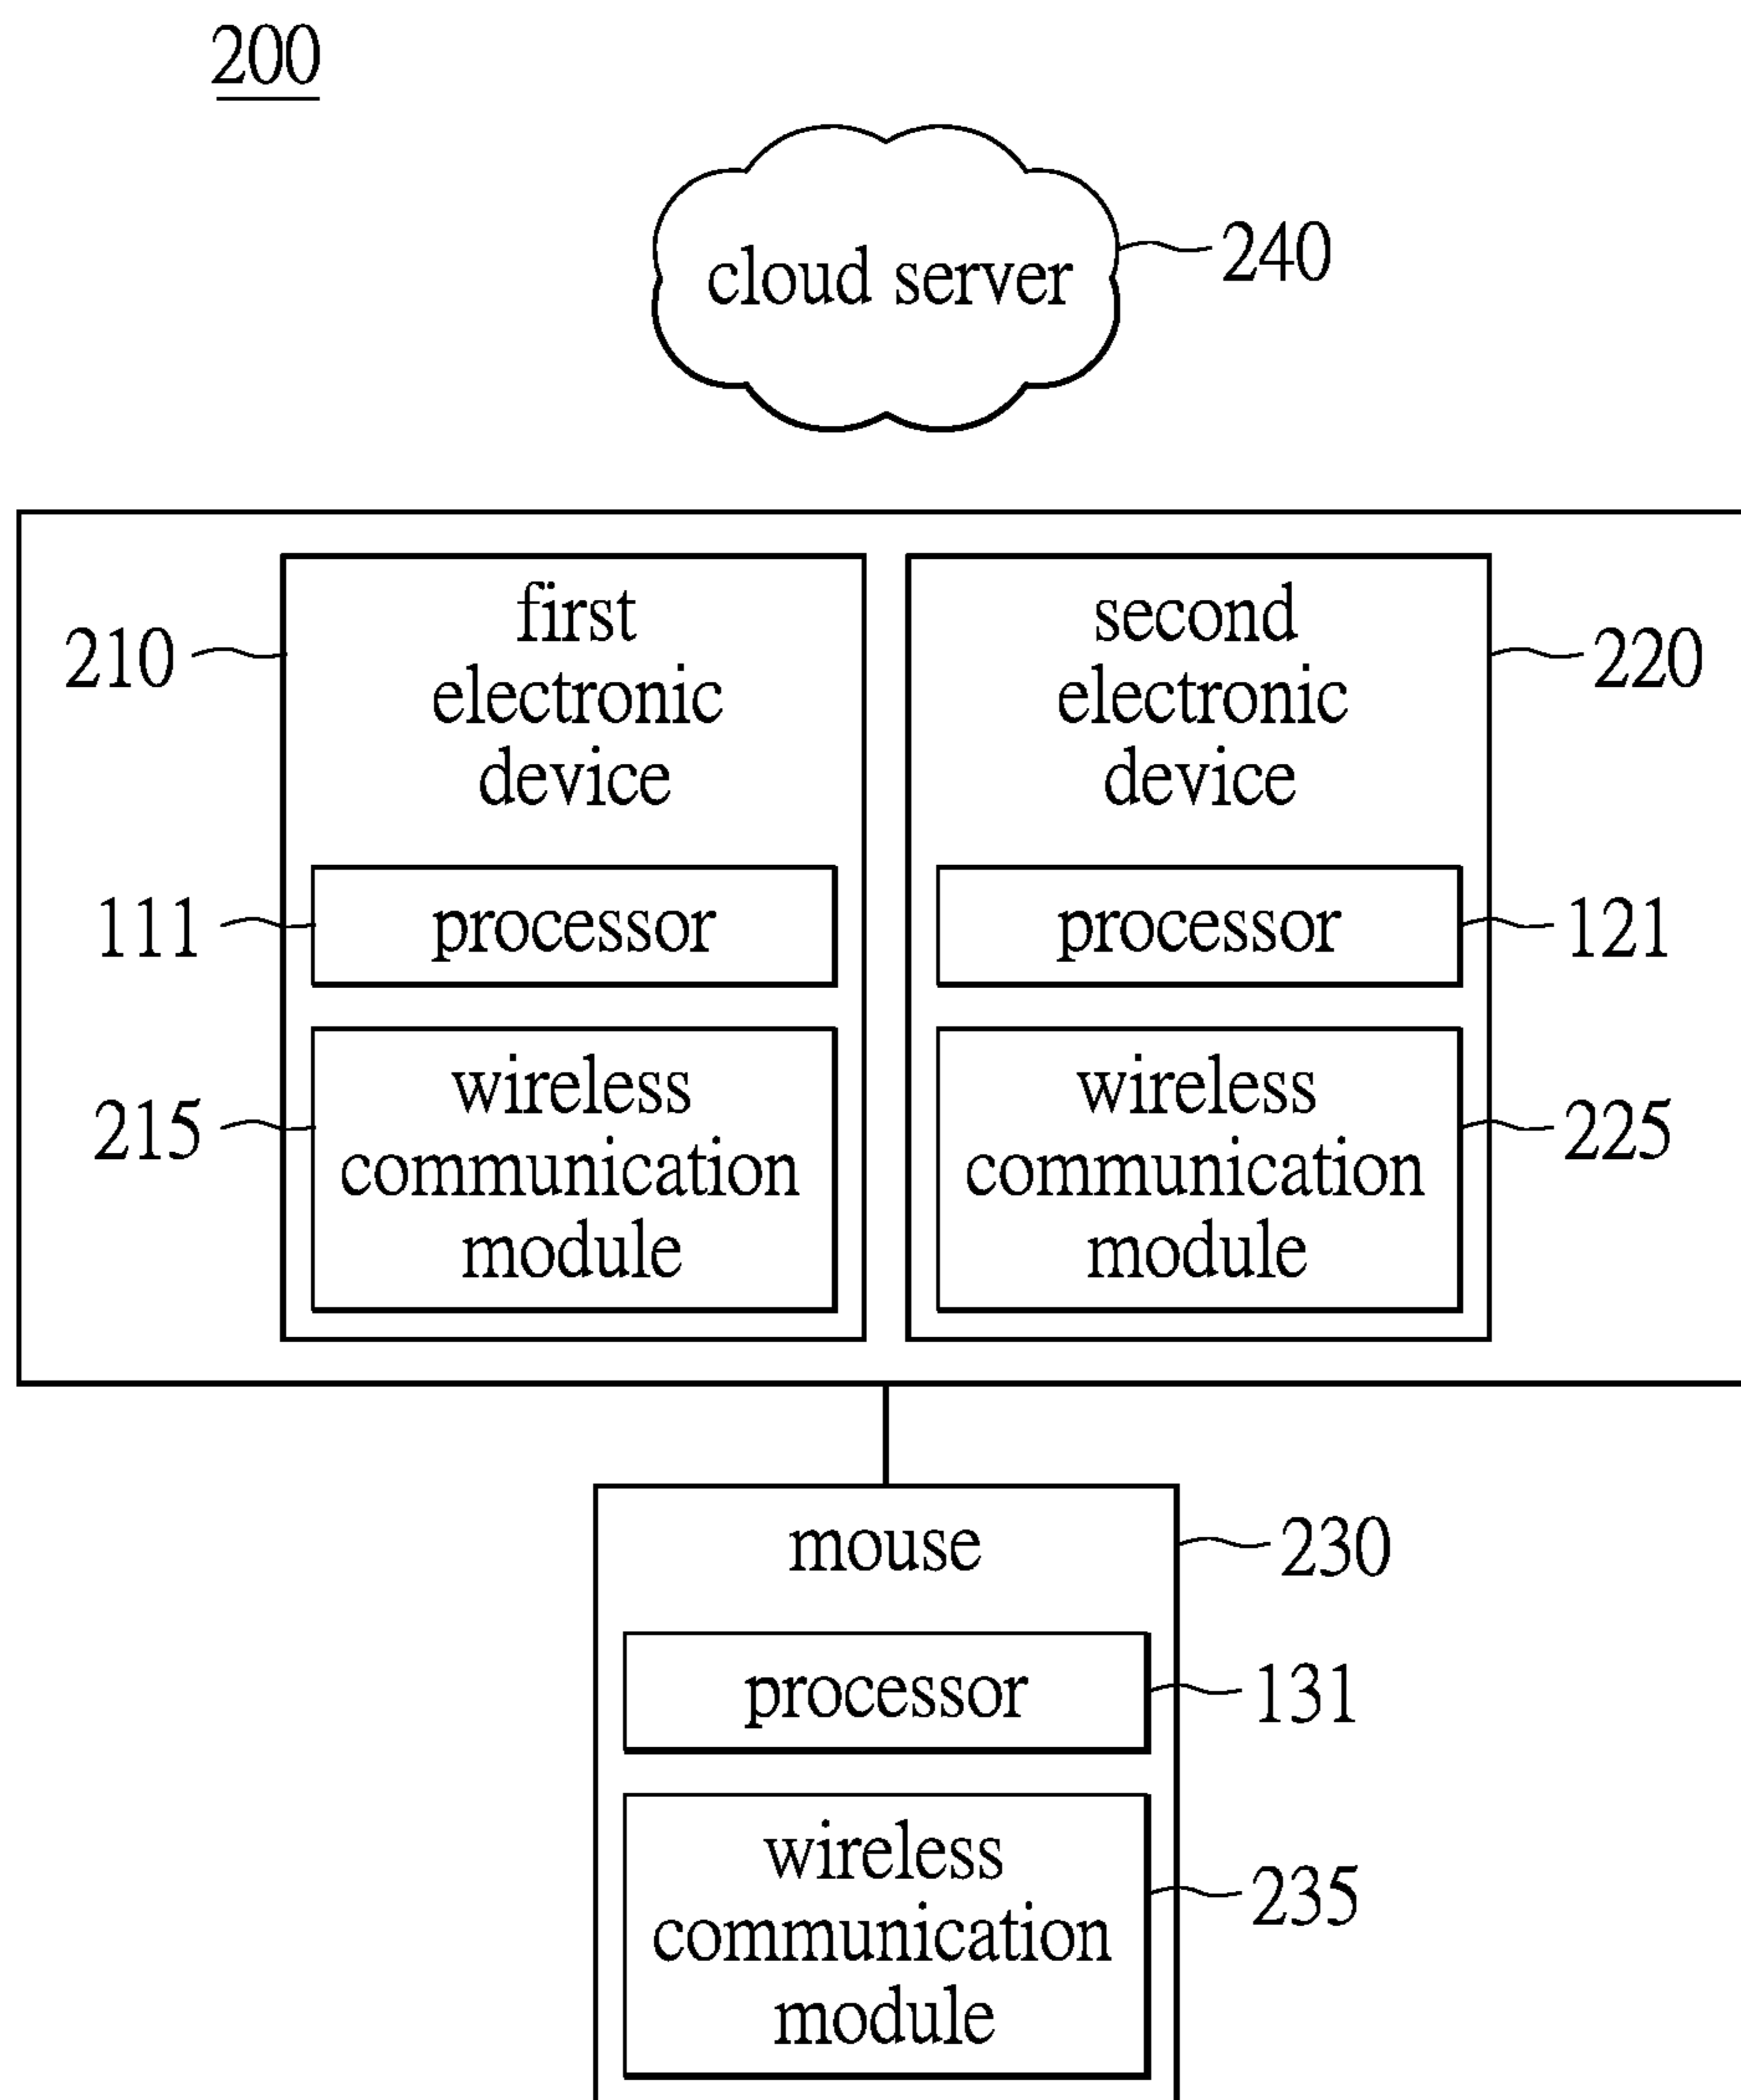 200
cloud server
240
first
electronic
device
210
second
electronic
device
220
111
processor
processor
121
215
wireless
communication
module
wireless
communication
module
225
mouse
230
processor
131
wireless
communication
module
235